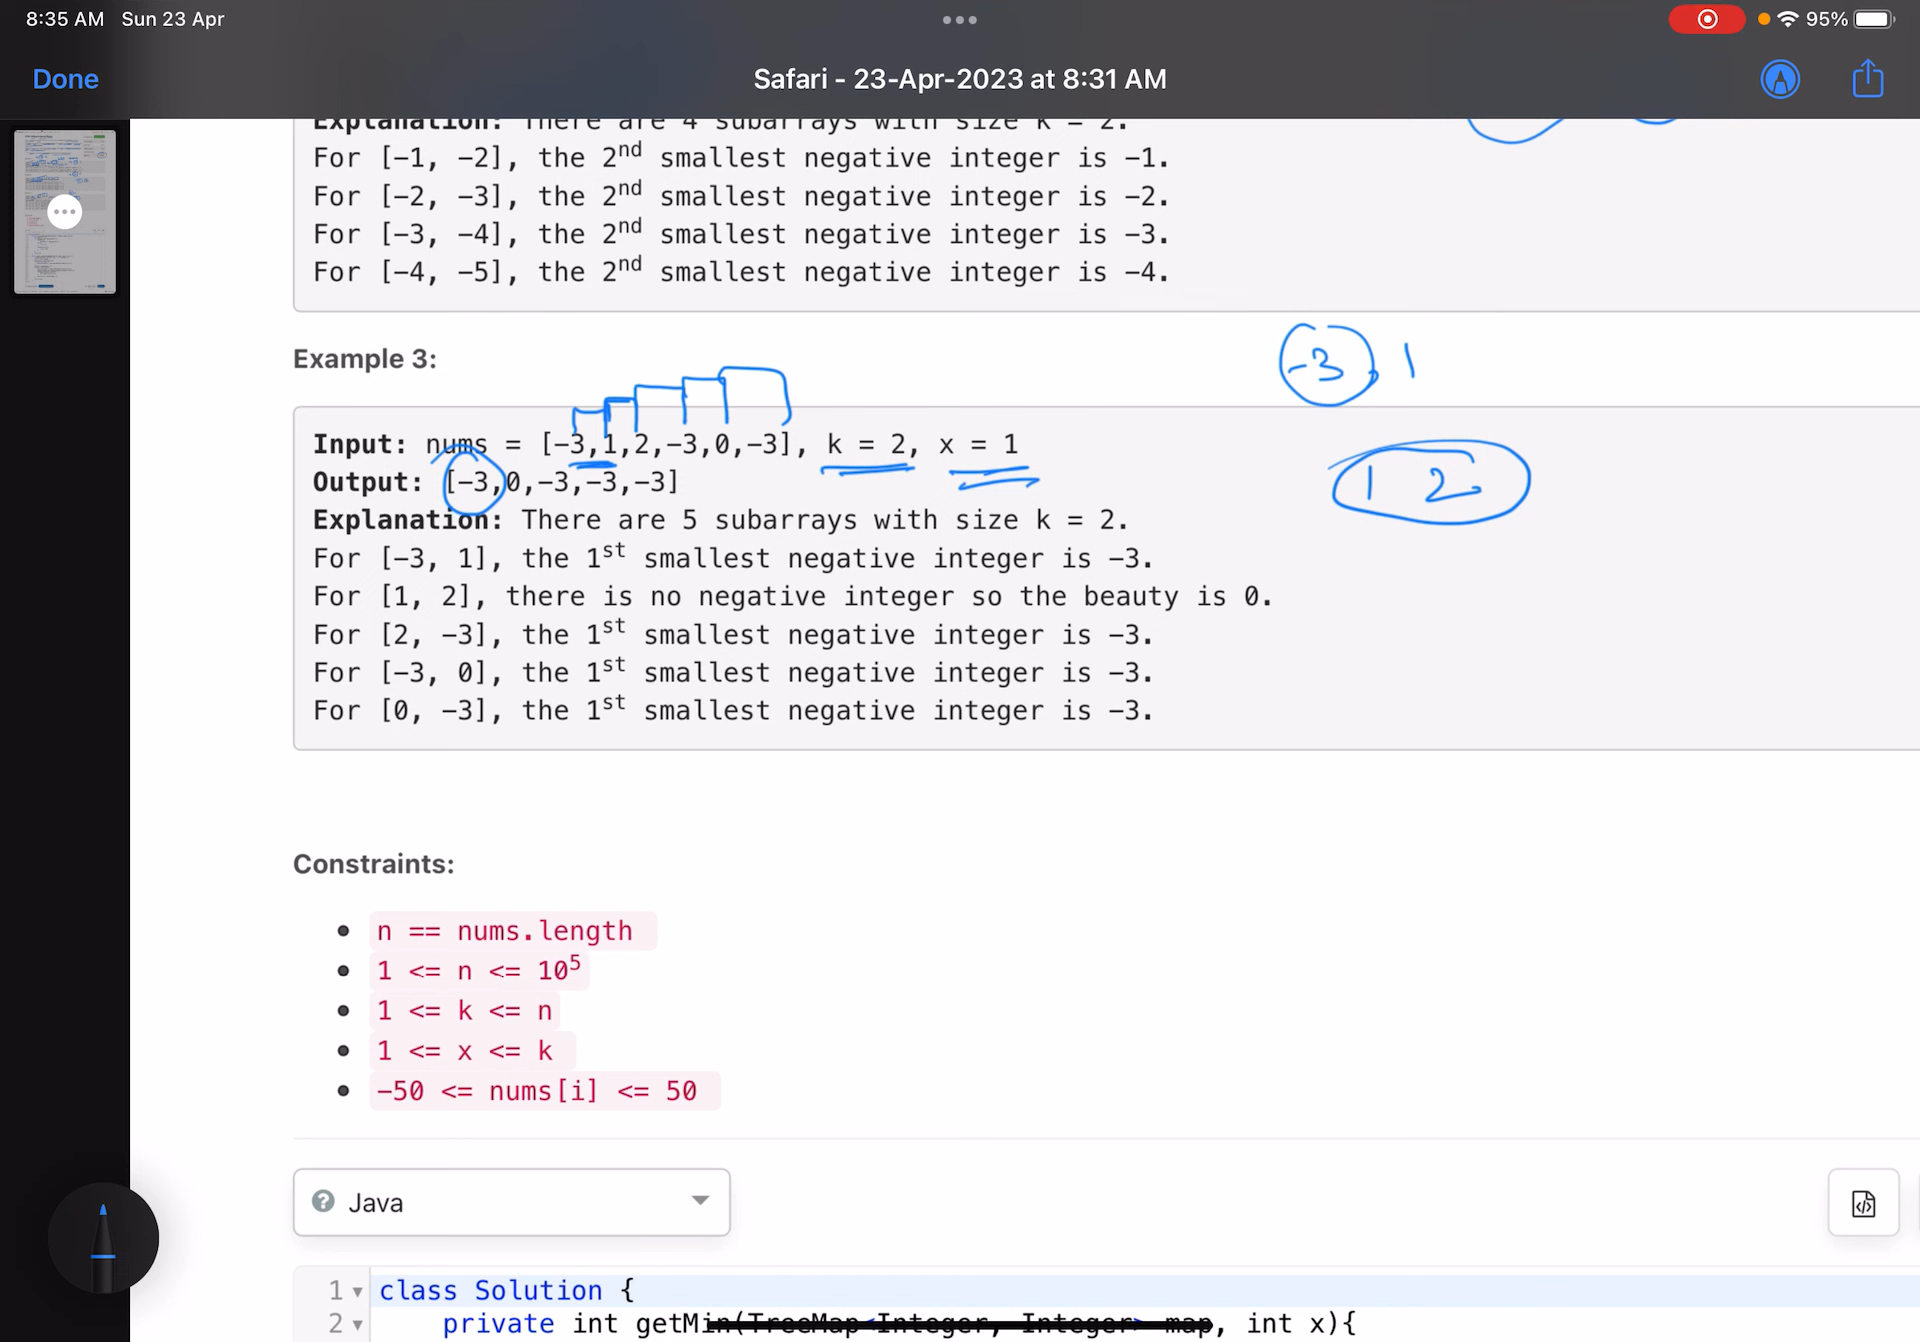 8:35 AM Sun 23 Apr
95%
Done
Safari - 23-Apr-2023 at 8:31 AM
Explanation: There are 4 subarrays with size k = 2.
For [-1, -2], the 2nd smallest negative integer is -1.
For [-2, -3], the 2nd smallest negative integer is -2.
For [-3, -4], the 2nd smallest negative integer is -3.
For [-4, -5], the 2nd smallest negative integer is -4.
Example 3:
-3, 1
Input: nums = [-3,1,2,-3,0,-3], k = 2, x = 1
Output: [-3,0,-3,-3,-3]
1 2
Explanation: There are 5 subarrays with size k = 2.
For [-3, 1], the 1st smallest negative integer is -3.
For [1, 2], there is no negative integer so the beauty is 0.
For [2, -3], the 1st smallest negative integer is -3.
For [-3, 0], the 1st smallest negative integer is -3.
For [0, -3], the 1st smallest negative integer is -3.
Constraints:
n == nums.length
1 <= n <= 10^5
1 <= k <= n
1 <= x <= k
-50 <= nums[i] <= 50
Java
1 class Solution {
2 private int getMin(TreeMap<Integer, Integer> map, int x){